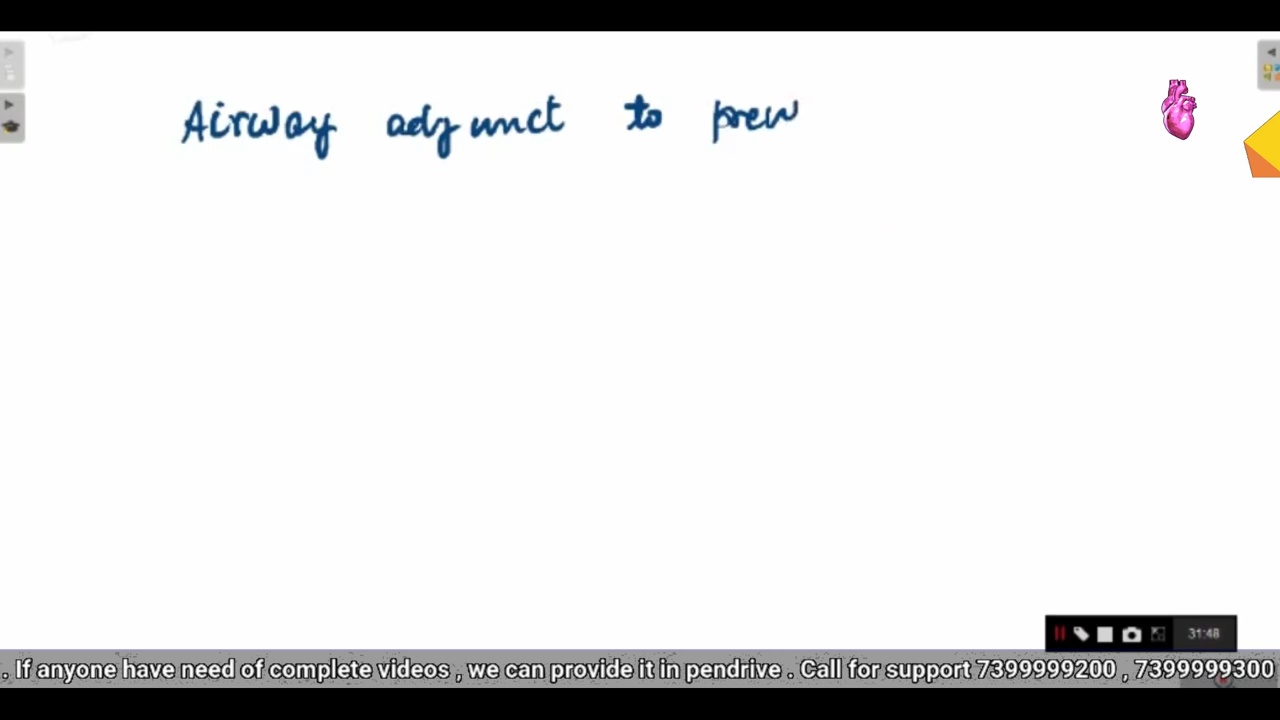 Airway adjunct to prev
31:48
. If anyone have need of complete videos , we can provide it in pendrive . Call for support 7399999200 , 7399999300